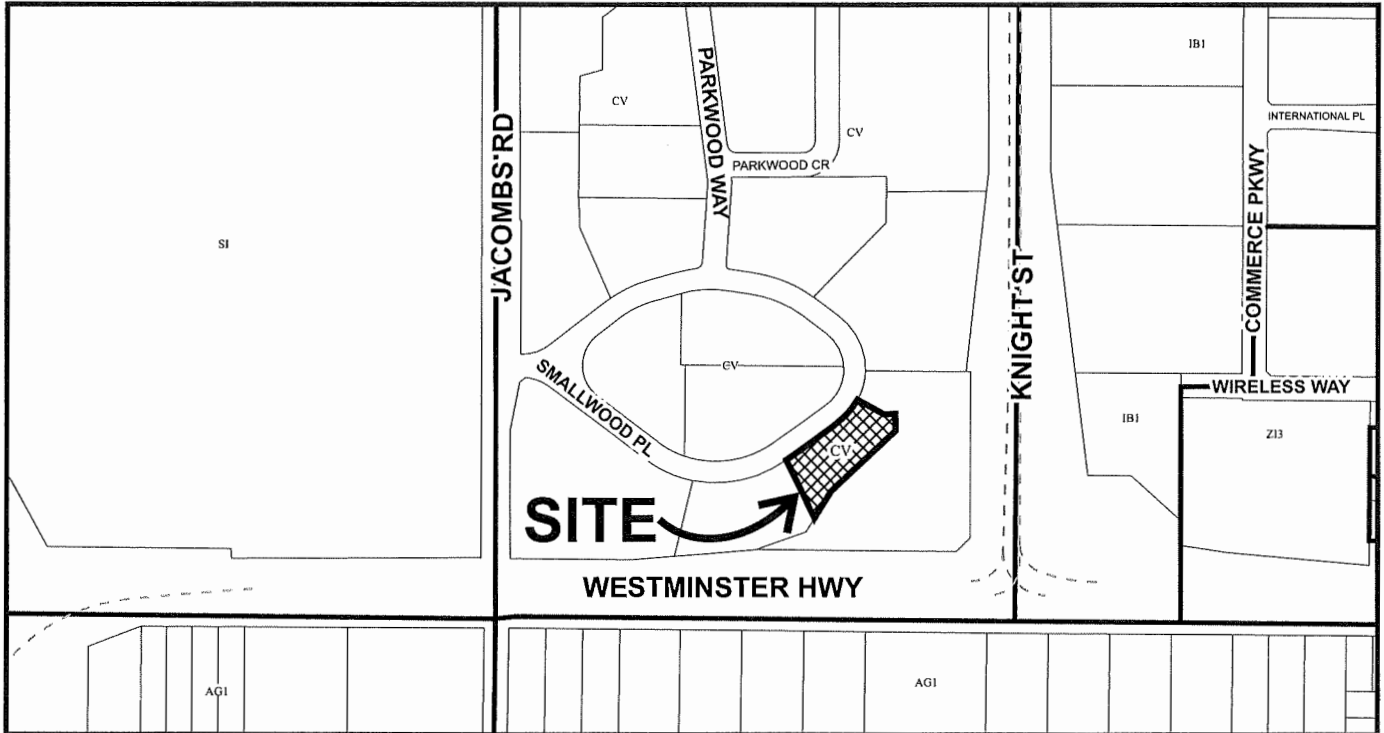 IB1
CV
PARKWOOD WAY
CV
INTERNATIONAL PL
JACOMBS RD
PARKWOOD CR
COMMERCE PKWY
SI
KNIGHT ST
CV
SMALLWOOD PL
WIRELESS WAY
IB1
ZI3
CV
SITE
WESTMINSTER HWY
AG1
AG1